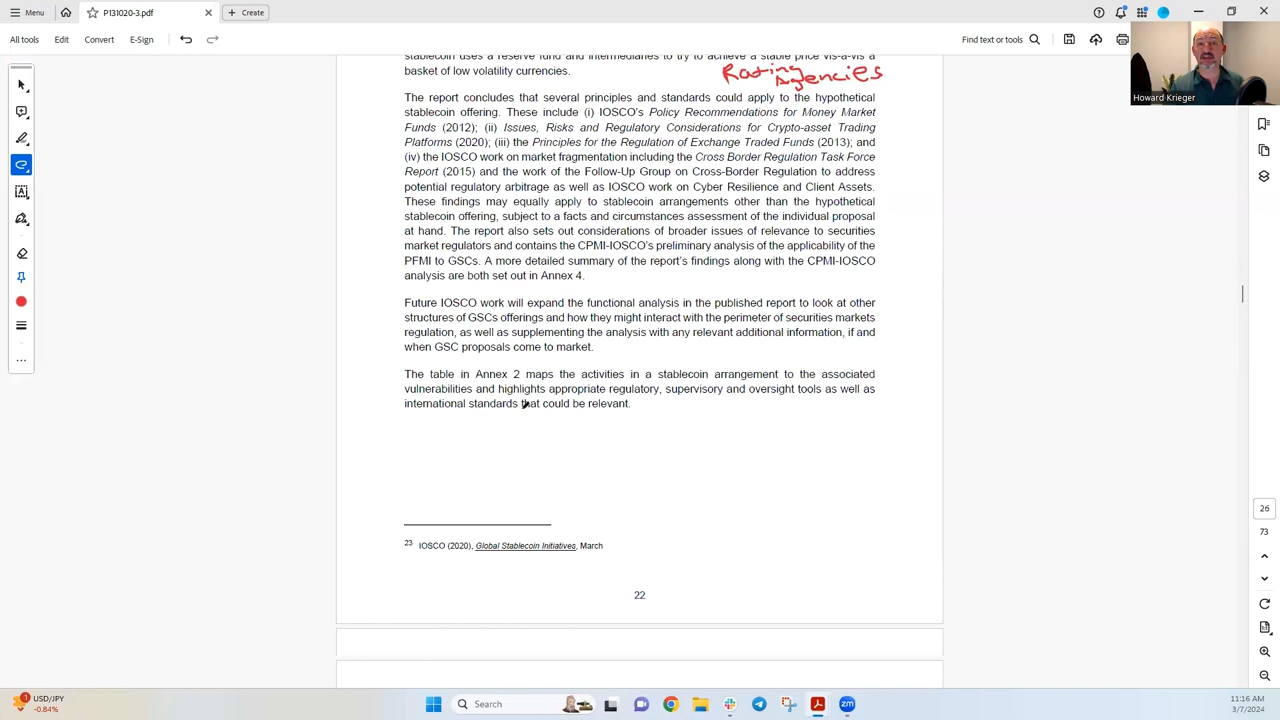 Menu
P131020-3.pdf
Create
All tools
Edit
Convert
E-Sign
Find text or tools
Howard Krieger
stablecoin uses a reserve fund and intermediaries to try to achieve a stable price vis-à-vis a
basket of low volatility currencies.
Rating
Agencies
The report concludes that several principles and standards could apply to the hypothetical
stablecoin offering. These include (i) IOSCO's Policy Recommendations for Money Market
Funds (2012); (ii) Issues, Risks and Regulatory Considerations for Crypto-asset Trading
Platforms (2020); (iii) the Principles for the Regulation of Exchange Traded Funds (2013); and
(iv) the IOSCO work on market fragmentation including the Cross Border Regulation Task Force
Report (2015) and the work of the Follow-Up Group on Cross-Border Regulation to address
potential regulatory arbitrage as well as IOSCO work on Cyber Resilience and Client Assets.
These findings may equally apply to stablecoin arrangements other than the hypothetical
stablecoin offering, subject to a facts and circumstances assessment of the individual proposal
at hand. The report also sets out considerations of broader issues of relevance to securities
market regulators and contains the CPMI-IOSCO's preliminary analysis of the applicability of the
PFMI to GSCs. A more detailed summary of the report's findings along with the CPMI-IOSCO
analysis are both set out in Annex 4.
Future IOSCO work will expand the functional analysis in the published report to look at other
structures of GSCs offerings and how they might interact with the perimeter of securities markets
regulation, as well as supplementing the analysis with any relevant additional information, if and
when GSC proposals come to market.
The table in Annex 2 maps the activities in a stablecoin arrangement to the associated
vulnerabilities and highlights appropriate regulatory, supervisory and oversight tools as well as
international standards that could be relevant.
23 IOSCO (2020), Global Stablecoin Initiatives, March
22
26
73
1
USD/JPY
-0.84%
Search
zm
11:16 AM
3/7/2024